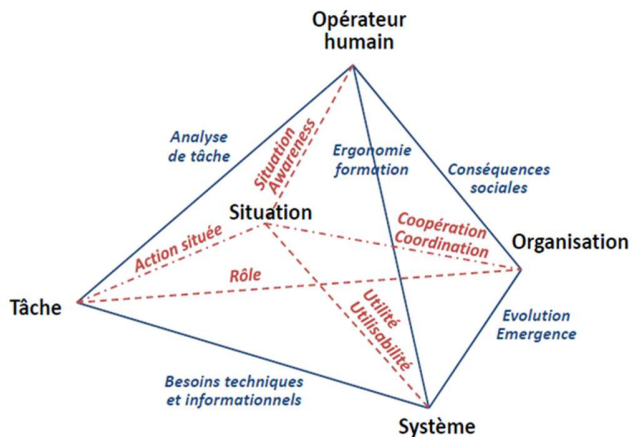 Opérateur
humain
Analyse
de tâche
Situation
Awareness
Ergonomie
formation
Conséquences
sociales
Situation
Coopération
Coordination
Organisation
Action située
Rôle
Tâche
Utilité
Utilisabilité
Evolution
Emergence
Besoins techniques
et informationnels
Système